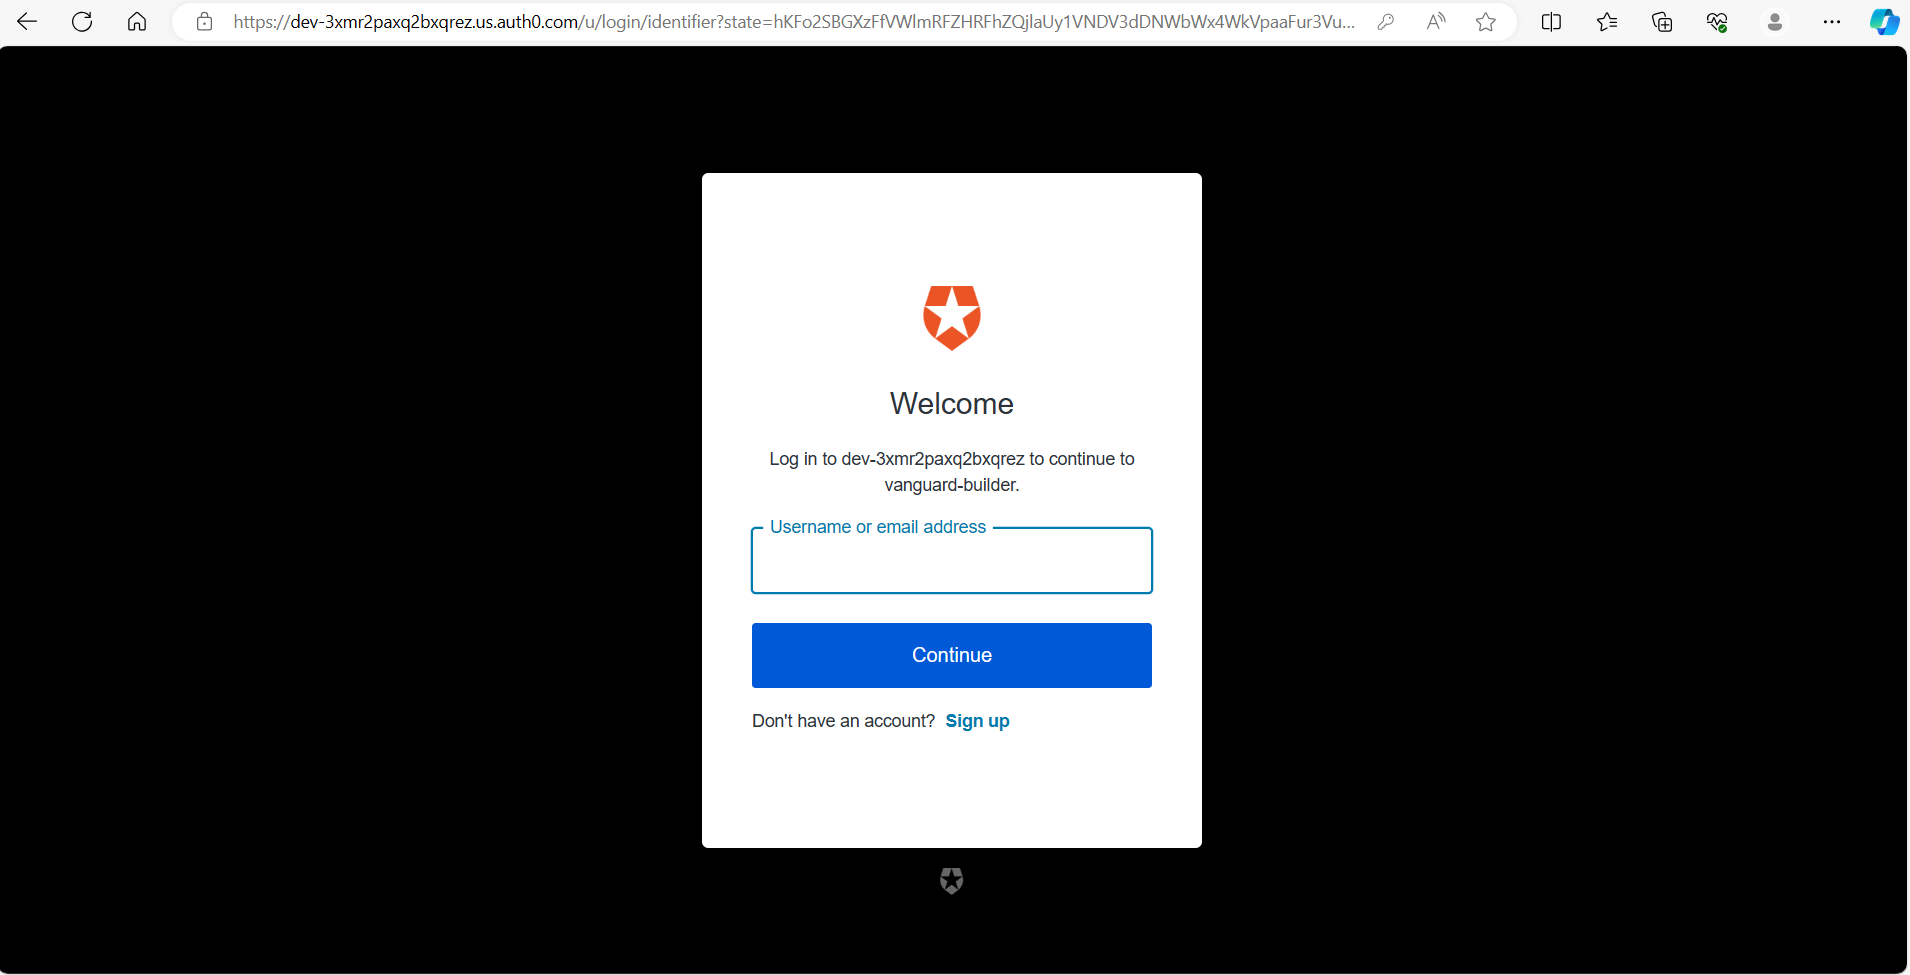 https://dev-3xmr2paxq2bxqrez.us.auth0.com/u/login/identifier?state=hKFo2SBGXzFfVWlmRFZHRFhZQjlaUy1VNDV3dDNWbWx4WkVpaaFur3Vu...
Welcome
Log in to dev-3xmr2paxq2bxqrez to continue to
vanguard-builder.
Username or email address
Continue
Don't have an account? Sign up